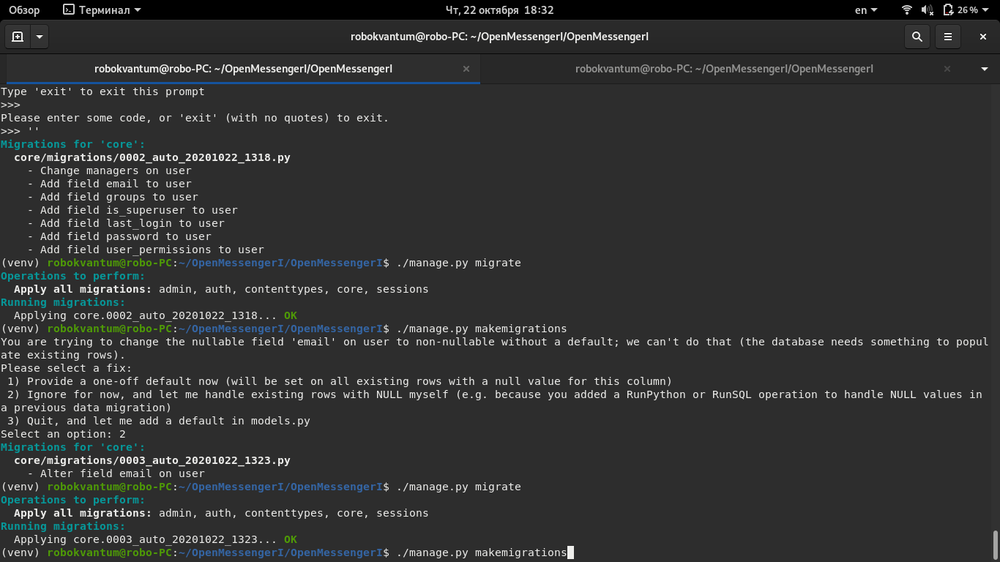 Обзор Терминал Чт, 22 октября 18:32 en 26 %
robokvantum@robo-PC: ~/OpenMessengerI/OpenMessengerI
robokvantum@robo-PC: ~/OpenMessengerI/OpenMessengerI robokvantum@robo-PC: ~/OpenMessengerI/OpenMessengerI
Type 'exit' to exit this prompt
>>>
Please enter some code, or 'exit' (with no quotes) to exit.
>>> ''
Migrations for 'core':
  core/migrations/0002_auto_20201022_1318.py
    - Change managers on user
    - Add field email to user
    - Add field groups to user
    - Add field is_superuser to user
    - Add field last_login to user
    - Add field password to user
    - Add field user_permissions to user
(venv) robokvantum@robo-PC:~/OpenMessengerI/OpenMessengerI$ ./manage.py migrate
Operations to perform:
  Apply all migrations: admin, auth, contenttypes, core, sessions
Running migrations:
  Applying core.0002_auto_20201022_1318... OK
(venv) robokvantum@robo-PC:~/OpenMessengerI/OpenMessengerI$ ./manage.py makemigrations
You are trying to change the nullable field 'email' on user to non-nullable without a default; we can't do that (the database needs something to popul
ate existing rows).
Please select a fix:
 1) Provide a one-off default now (will be set on all existing rows with a null value for this column)
 2) Ignore for now, and let me handle existing rows with NULL myself (e.g. because you added a RunPython or RunSQL operation to handle NULL values in
a previous data migration)
 3) Quit, and let me add a default in models.py
Select an option: 2
Migrations for 'core':
  core/migrations/0003_auto_20201022_1323.py
    - Alter field email on user
(venv) robokvantum@robo-PC:~/OpenMessengerI/OpenMessengerI$ ./manage.py migrate
Operations to perform:
  Apply all migrations: admin, auth, contenttypes, core, sessions
Running migrations:
  Applying core.0003_auto_20201022_1323... OK
(venv) robokvantum@robo-PC:~/OpenMessengerI/OpenMessengerI$ ./manage.py makemigrations